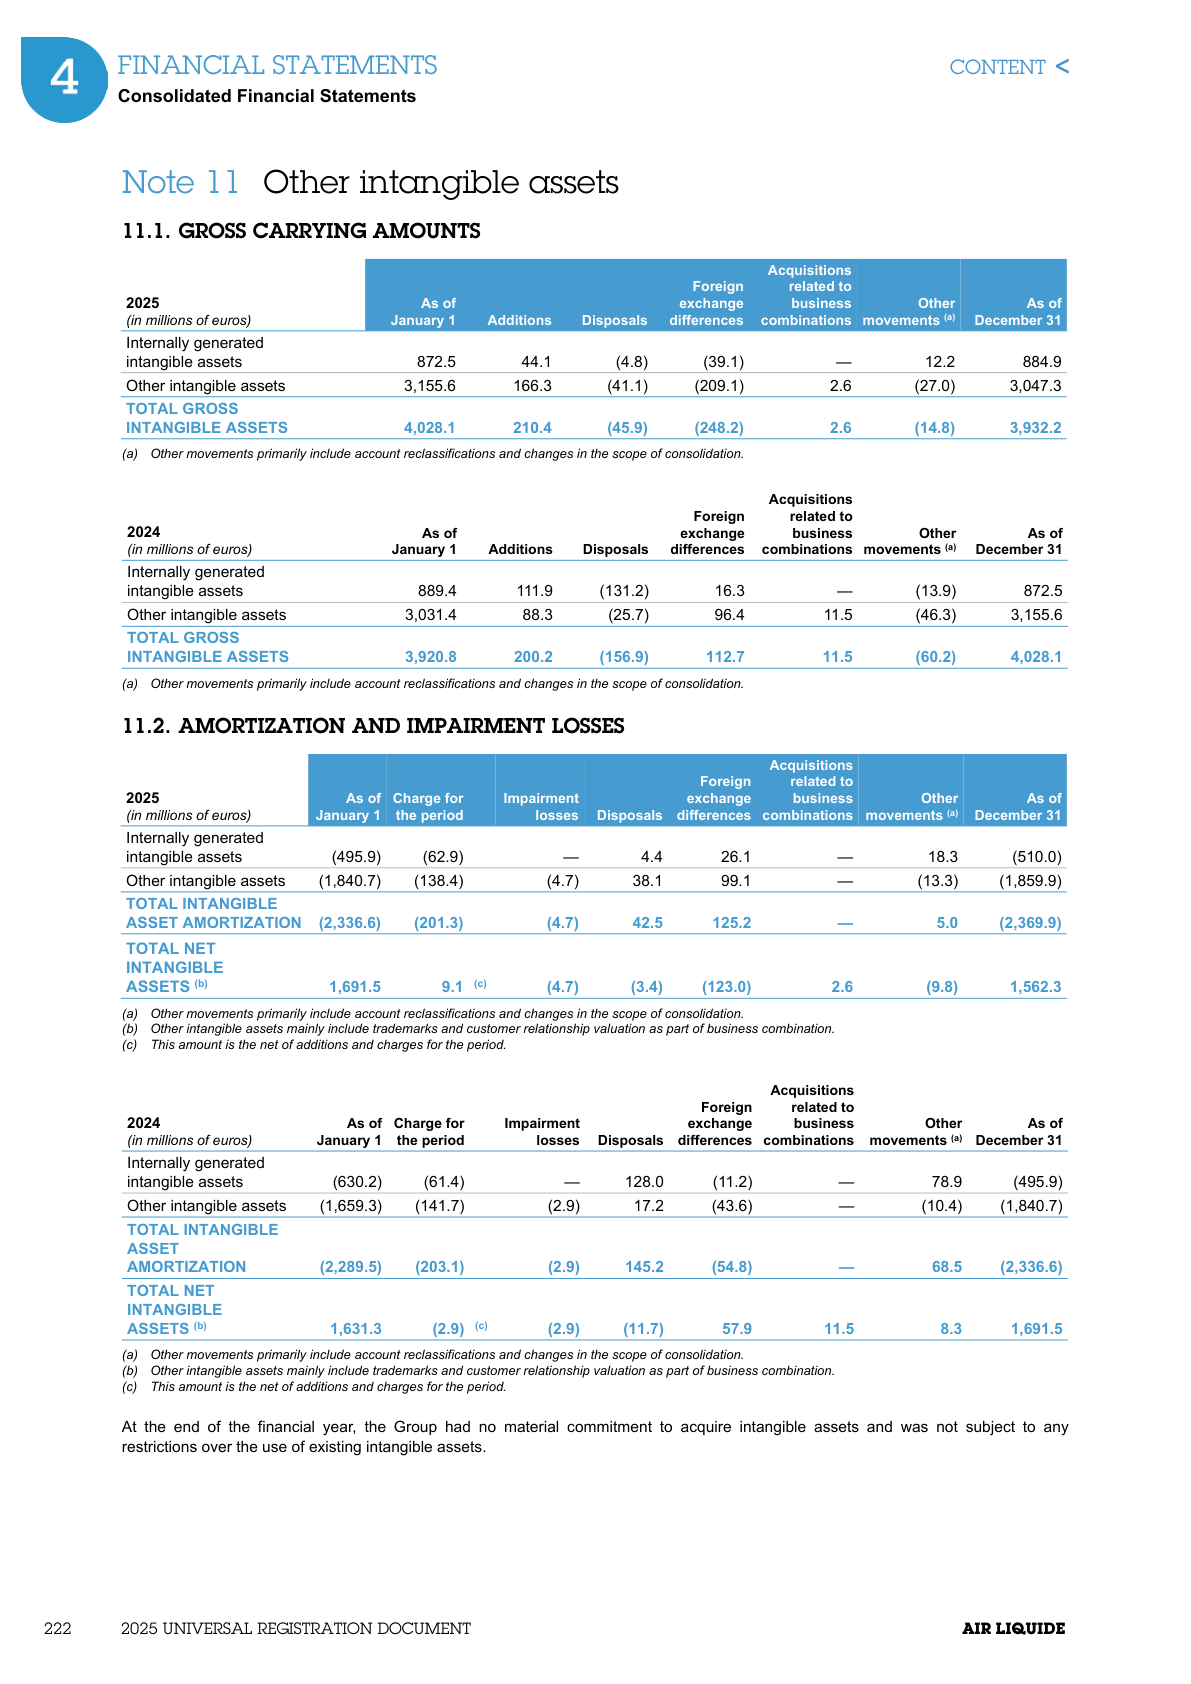 4
FINANCIAL STATEMENTS
CONTENT <
Consolidated Financial Statements
Note 11 Other intangible assets
11.1. GROSS CARRYING AMOUNTS
2025
(in millions of euros) As of January 1 Additions Disposals Foreign exchange differences Acquisitions related to business combinations Other movements (a) As of December 31
Internally generated
intangible assets 872.5 44.1 (4.8) (39.1) — 12.2 884.9
Other intangible assets 3,155.6 166.3 (41.1) (209.1) 2.6 (27.0) 3,047.3
TOTAL GROSS
INTANGIBLE ASSETS 4,028.1 210.4 (45.9) (248.2) 2.6 (14.8) 3,932.2
(a) Other movements primarily include account reclassifications and changes in the scope of consolidation.
2024
(in millions of euros) As of January 1 Additions Disposals Foreign exchange differences Acquisitions related to business combinations Other movements (a) As of December 31
Internally generated
intangible assets 889.4 111.9 (131.2) 16.3 — (13.9) 872.5
Other intangible assets 3,031.4 88.3 (25.7) 96.4 11.5 (46.3) 3,155.6
TOTAL GROSS
INTANGIBLE ASSETS 3,920.8 200.2 (156.9) 112.7 11.5 (60.2) 4,028.1
(a) Other movements primarily include account reclassifications and changes in the scope of consolidation.
11.2. AMORTIZATION AND IMPAIRMENT LOSSES
2025
(in millions of euros) As of January 1 Charge for the period Impairment losses Disposals Foreign exchange differences Acquisitions related to business combinations Other movements (a) As of December 31
Internally generated
intangible assets (495.9) (62.9) — 4.4 26.1 — 18.3 (510.0)
Other intangible assets (1,840.7) (138.4) (4.7) 38.1 99.1 — (13.3) (1,859.9)
TOTAL INTANGIBLE
ASSET AMORTIZATION (2,336.6) (201.3) (4.7) 42.5 125.2 — 5.0 (2,369.9)
TOTAL NET
INTANGIBLE
ASSETS (b) 1,691.5 9.1 (c) (4.7) (3.4) (123.0) 2.6 (9.8) 1,562.3
(a) Other movements primarily include account reclassifications and changes in the scope of consolidation.
(b) Other intangible assets mainly include trademarks and customer relationship valuation as part of business combination.
(c) This amount is the net of additions and charges for the period.
2024
(in millions of euros) As of January 1 Charge for the period Impairment losses Disposals Foreign exchange differences Acquisitions related to business combinations Other movements (a) As of December 31
Internally generated
intangible assets (630.2) (61.4) — 128.0 (11.2) — 78.9 (495.9)
Other intangible assets (1,659.3) (141.7) (2.9) 17.2 (43.6) — (10.4) (1,840.7)
TOTAL INTANGIBLE
ASSET
AMORTIZATION (2,289.5) (203.1) (2.9) 145.2 (54.8) — 68.5 (2,336.6)
TOTAL NET
INTANGIBLE
ASSETS (b) 1,631.3 (2.9) (c) (2.9) (11.7) 57.9 11.5 8.3 1,691.5
(a) Other movements primarily include account reclassifications and changes in the scope of consolidation.
(b) Other intangible assets mainly include trademarks and customer relationship valuation as part of business combination.
(c) This amount is the net of additions and charges for the period.
At the end of the financial year, the Group had no material commitment to acquire intangible assets and was not subject to any
restrictions over the use of existing intangible assets.
222 2025 UNIVERSAL REGISTRATION DOCUMENT AIR LIQUIDE